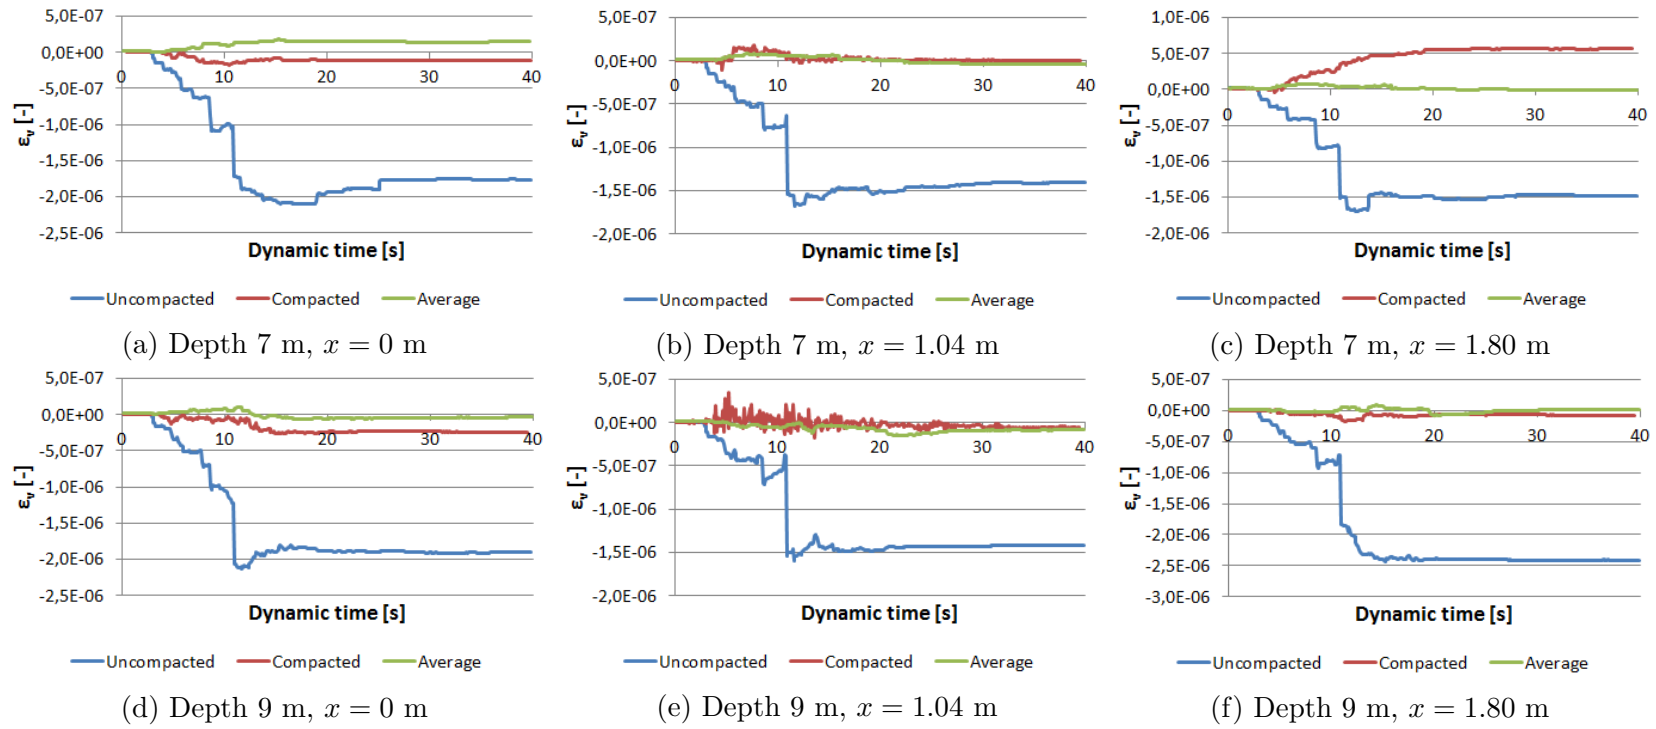 5,0E-07
0,0E+00
-5,0E-07
-1,0E-06
-1,5E-06
-2,0E-06
-2,5E-06
εv [-]
0 10 20 30 40
Dynamic time [s]
Uncompacted Compacted Average
(a) Depth 7 m, x = 0 m
5,0E-07
0,0E+00
-5,0E-07
-1,0E-06
-1,5E-06
-2,0E-06
εv [-]
0 10 20 30 40
Dynamic time [s]
Uncompacted Compacted Average
(b) Depth 7 m, x = 1.04 m
1,0E-06
5,0E-07
0,0E+00
-5,0E-07
-1,0E-06
-1,5E-06
-2,0E-06
εv [-]
0 10 20 30 40
Dynamic time [s]
Uncompacted Compacted Average
(c) Depth 7 m, x = 1.80 m
5,0E-07
0,0E+00
-5,0E-07
-1,0E-06
-1,5E-06
-2,0E-06
-2,5E-06
εv [-]
0 10 20 30 40
Dynamic time [s]
Uncompacted Compacted Average
(d) Depth 9 m, x = 0 m
5,0E-07
0,0E+00
-5,0E-07
-1,0E-06
-1,5E-06
-2,0E-06
εv [-]
0 10 20 30 40
Dynamic time [s]
Uncompacted Compacted Average
(e) Depth 9 m, x = 1.04 m
5,0E-07
0,0E+00
-5,0E-07
-1,0E-06
-1,5E-06
-2,0E-06
-2,5E-06
-3,0E-06
εv [-]
0 10 20 30 40
Dynamic time [s]
Uncompacted Compacted Average
(f) Depth 9 m, x = 1.80 m